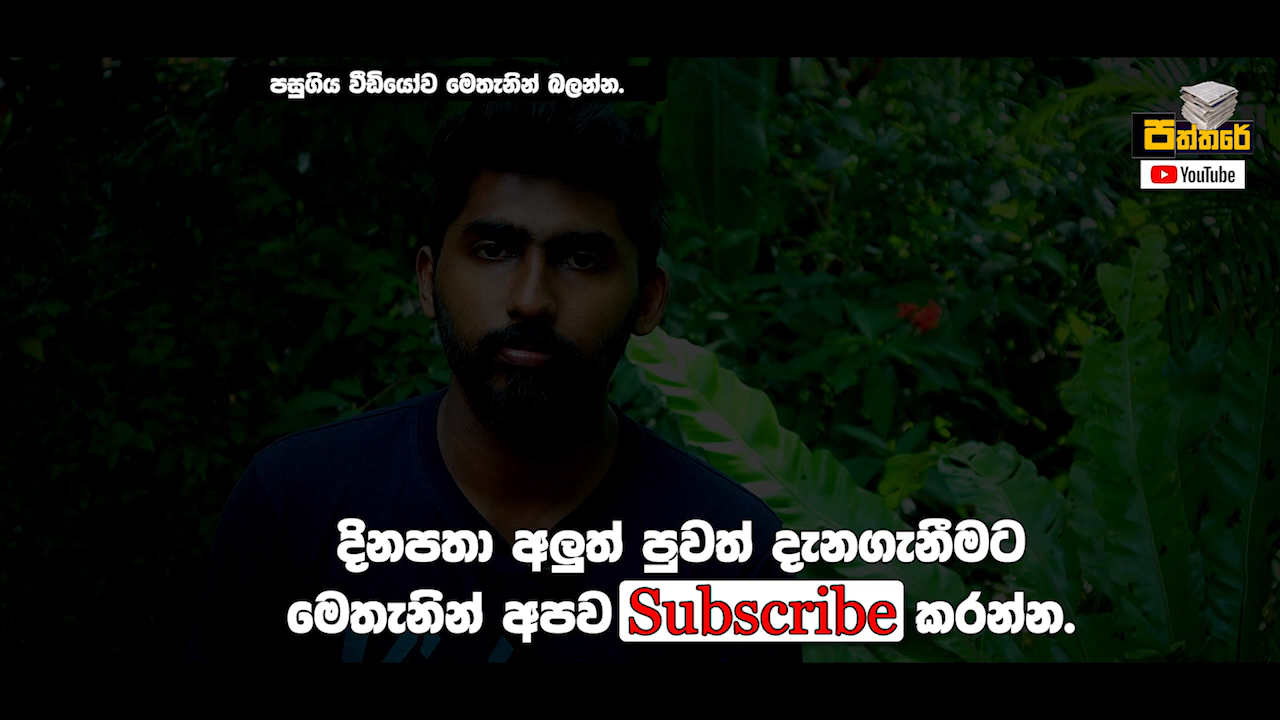 පසුගිය වීඩියෝව මෙතැනින් බලන්න.
පත්තරේ
YouTube
දිනපතා අලුත් පුවත් දැනගැනීමට
මෙතැනින් අපව Subscribe කරන්න.